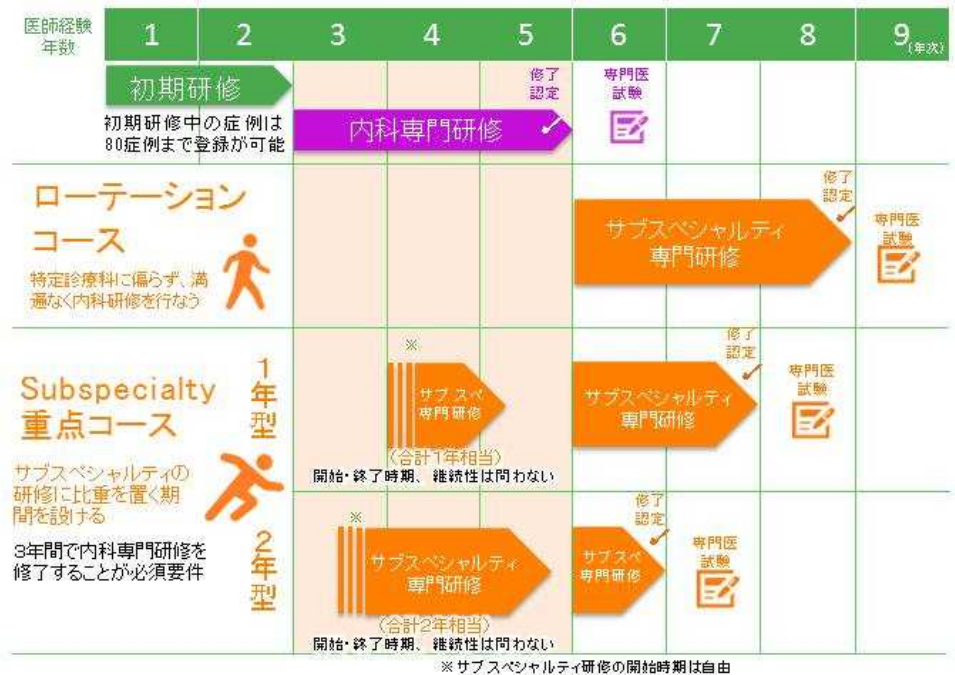 医師経験
年数
1 2 3 4 5 6 7 8 9(年次)
初期研修
初期研修中の症例は
80症例まで登録が可能
内科専門研修
修了
認定
専門医
試験
ローテーション
コース
特定診療科に偏らず、満
遍なく内科研修を行なう
サブスペシャルティ
専門研修
修了
認定
専門医
試験
Subspecialty
重点コース
サブスペシャルティの
研修に比重を置く期
間を設ける
3年間で内科専門研修を
修了することが必須要件
1年型
※
サブスペ
専門研修
(合計1年相当)
開始・終了時期、継続性は問わない
サブスペシャルティ
専門研修
修了
認定
専門医
試験
2年型
※
サブスペシャルティ
専門研修
(合計2年相当)
開始・終了時期、継続性は問わない
サブスペ
専門研修
修了
認定
専門医
試験
※サブスペシャルティ研修の開始時期は自由